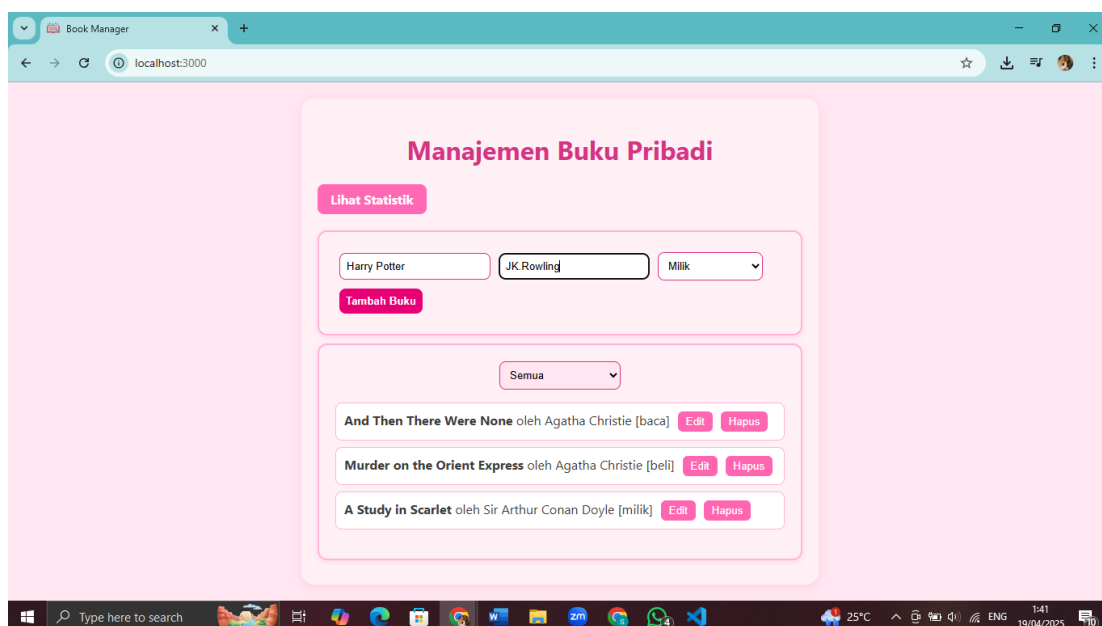 Book Manager
localhost:3000
Manajemen Buku Pribadi
Lihat Statistik
Harry Potter JK.Rowling Milik
Tambah Buku
Semua
And Then There Were None oleh Agatha Christie [baca] Edit Hapus
Murder on the Orient Express oleh Agatha Christie [beli] Edit Hapus
A Study in Scarlet oleh Sir Arthur Conan Doyle [milik] Edit Hapus
Type here to search W zm 4 25°C ENG 1:41
19/04/2025 10